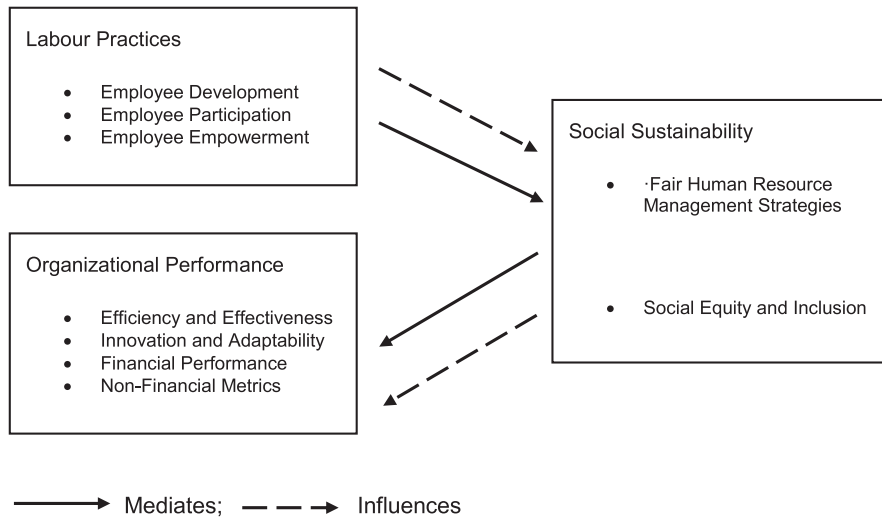 Labour Practices
• Employee Development
• Employee Participation
• Employee Empowerment
Social Sustainability
• ·Fair Human Resource
Management Strategies
• Social Equity and Inclusion
Organizational Performance
• Efficiency and Effectiveness
• Innovation and Adaptability
• Financial Performance
• Non-Financial Metrics
Mediates; Influences